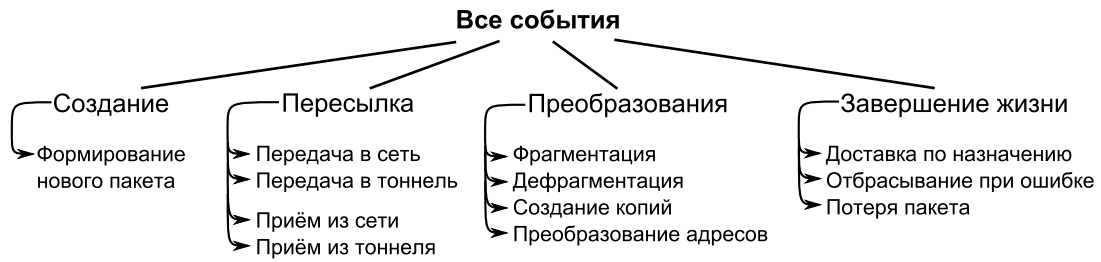 Все события
Создание
Формирование
нового пакета
Пересылка
Передача в сеть
Передача в тоннель
Приём из сети
Приём из тоннеля
Преобразования
Фрагментация
Дефрагментация
Создание копий
Преобразование адресов
Завершение жизни
Доставка по назначению
Отбрасывание при ошибке
Потеря пакета